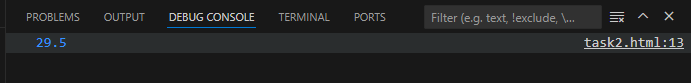 PROBLEMS OUTPUT DEBUG CONSOLE TERMINAL PORTS Filter (e.g. text, !exclude, \...
29.5 task2.html:13